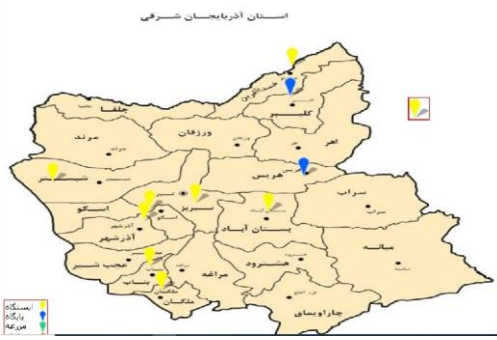 استان آذربایجان شرقی
جلفا
کلیبر
مرند
ورزقان
اهر
شبستر
هریس
سراب
اسکو
تبریز
بستان آباد
آذرشهر
میانه
عجب شیر
مراغه
هشترود
بناب
ملکان
چاراویماق
ایستگاه
پایگاه
مزرعه